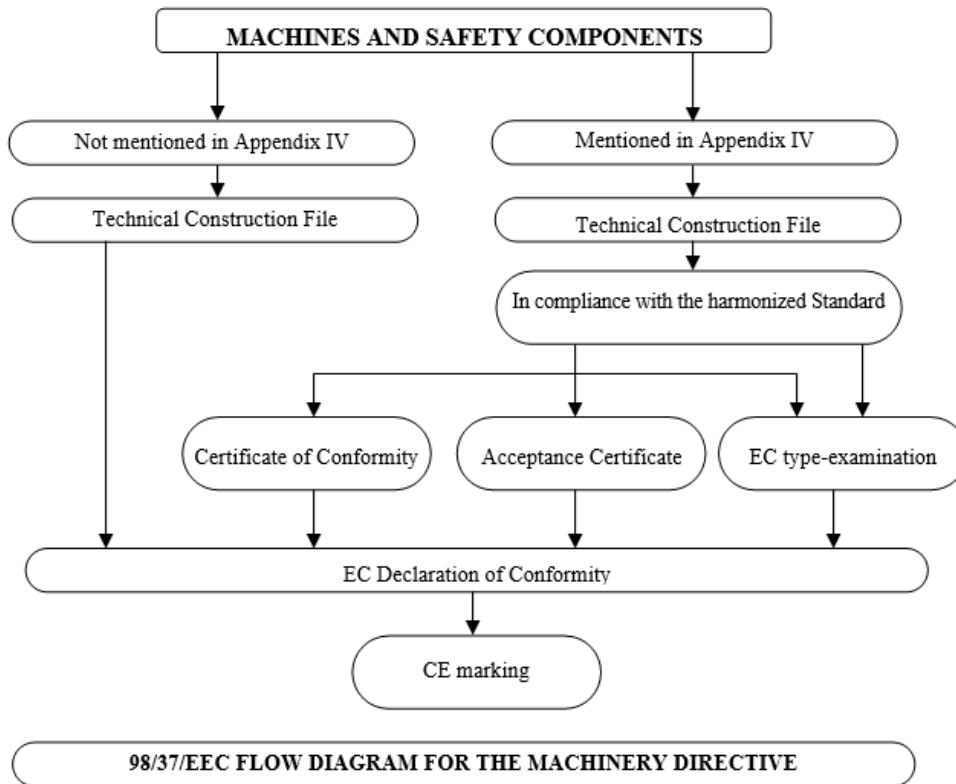 MACHINES AND SAFETY COMPONENTS
Not mentioned in Appendix IV
Mentioned in Appendix IV
Technical Construction File
Technical Construction File
In compliance with the harmonized Standard
Certificate of Conformity
Acceptance Certificate
EC type-examination
EC Declaration of Conformity
CE marking
98/37/EEC FLOW DIAGRAM FOR THE MACHINERY DIRECTIVE